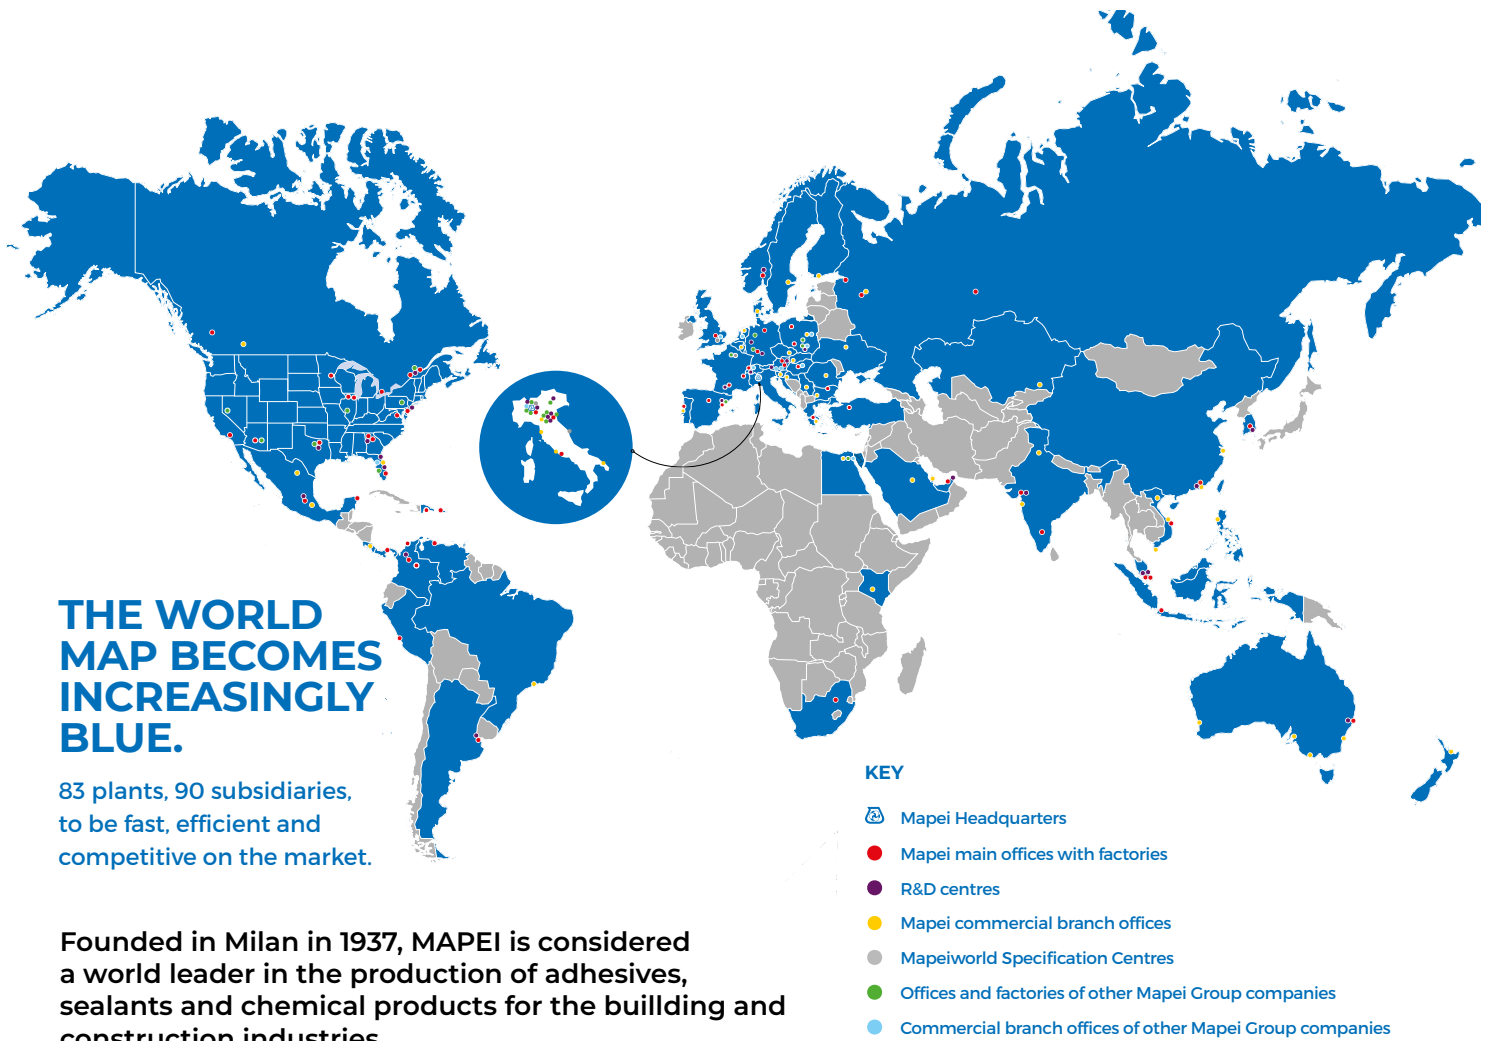 THE WORLD
MAP BECOMES
INCREASINGLY
BLUE.
83 plants, 90 subsidiaries,
to be fast, efficient and
competitive on the market.
Founded in Milan in 1937, MAPEI is considered
a world leader in the production of adhesives,
sealants and chemical products for the buillding and
construction industries
KEY
Mapei Headquarters
Mapei main offices with factories
R&D centres
Mapei commercial branch offices
Mapeiworld Specification Centres
Offices and factories of other Mapei Group companies
Commercial branch offices of other Mapei Group companies